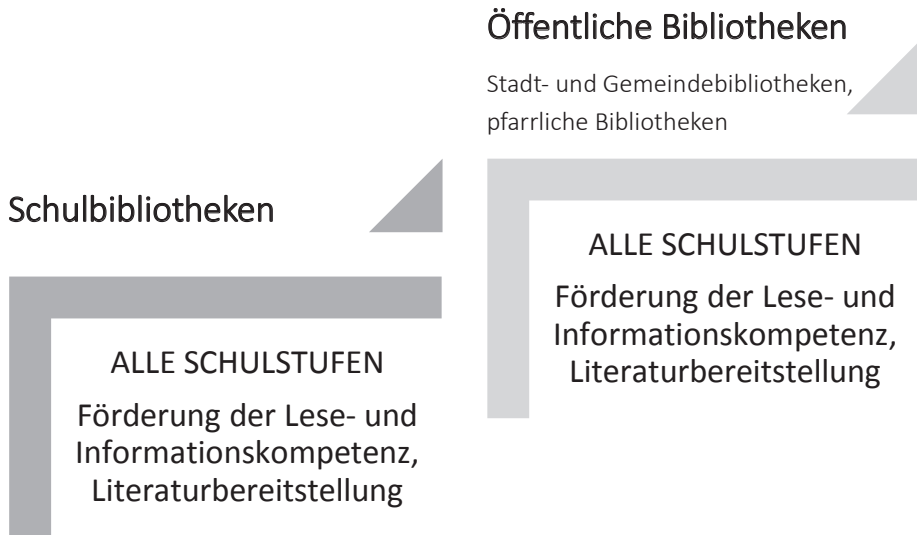 Schulbibliotheken
ALLE SCHULSTUFEN
Förderung der Lese- und
Informationskompetenz,
Literaturbereitstellung
Öffentliche Bibliotheken
Stadt- und Gemeindebibliotheken,
pfarrliche Bibliotheken
ALLE SCHULSTUFEN
Förderung der Lese- und
Informationskompetenz,
Literaturbereitstellung